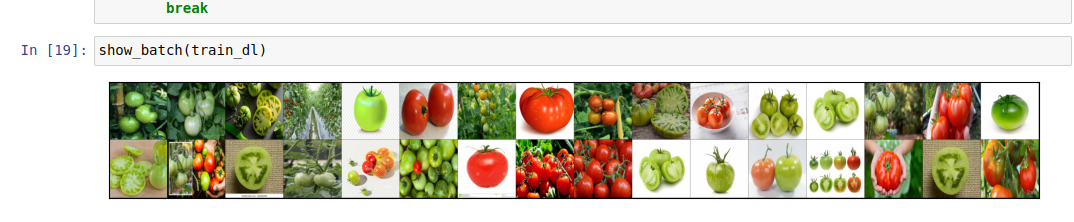 break
In [19]:
show_batch(train_dl)